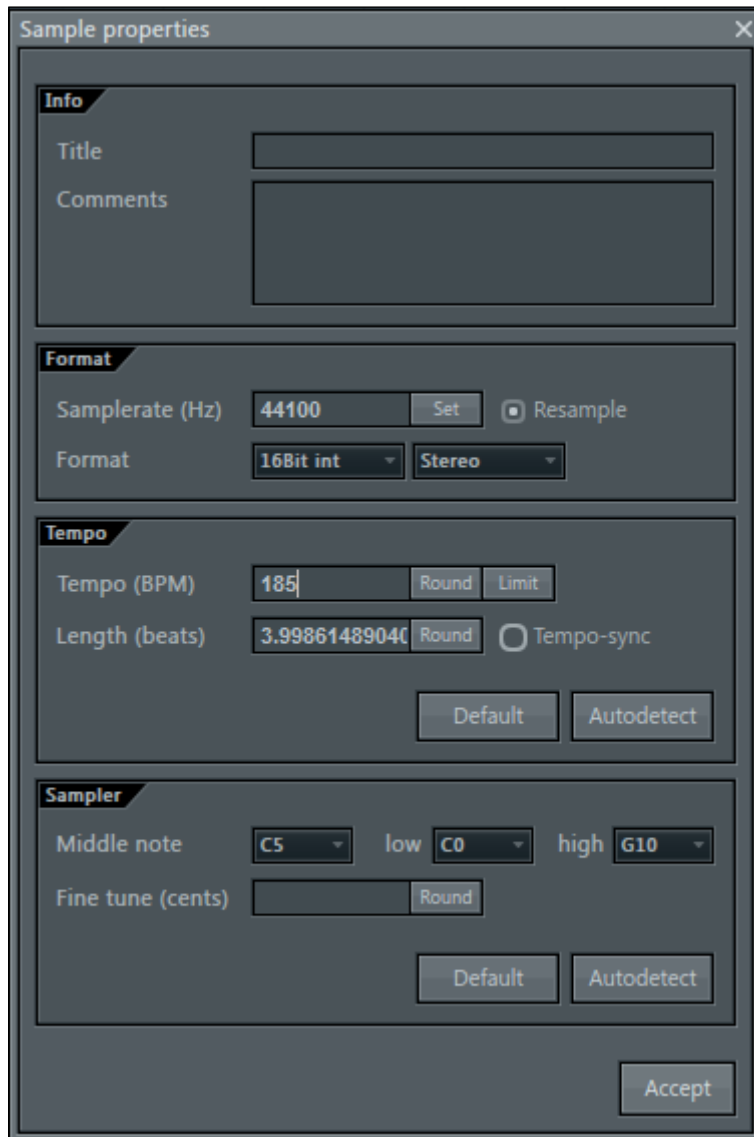 Sample properties
Info
Title
Comments
Format
Samplerate (Hz) 44100 Set Resample
Format 16Bit int Stereo
Tempo
Tempo (BPM) 185 Round Limit
Length (beats) 3.9986148904 Round Tempo-sync
Default Autodetect
Sampler
Middle note C5 low C0 high G10
Fine tune (cents) Round
Default Autodetect
Accept